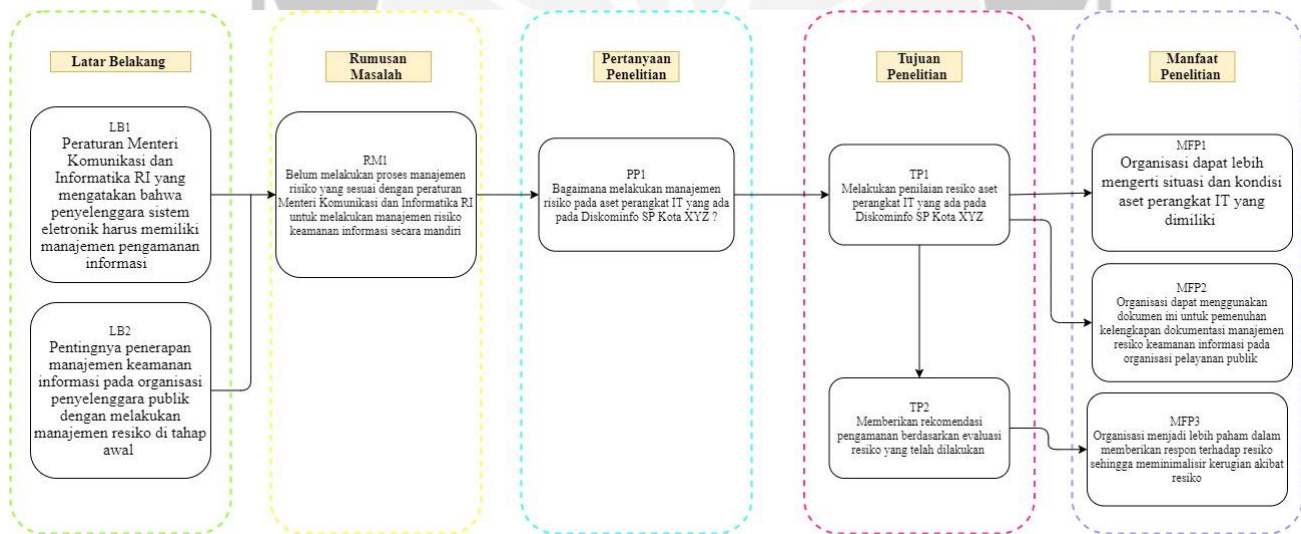 Latar Belakang
LB1
Peraturan Menteri
Komunikasi dan
Informatika RI yang
mengatakan bahwa
penyelenggara sistem
eletronik harus memiliki
manajemen pengamanan
informasi
LB2
Pentingnya penerapan
manajemen keamanan
informasi pada organisasi
penyelenggara publik
dengan melakukan
manajemen resiko di tahap
awal
Rumusan
Masalah
RM1
Belum melakukan proses manajemen
risiko yang sesuai dengan peraturan
Menteri Komunikasi dan Informatika RI
untuk melakukan manajemen risiko
keamanan informasi secara mandiri
Pertanyaan
Penelitian
PP1
Bagaimana melakukan manajemen
risiko pada aset perangkat IT yang ada
pada Diskominfo SP Kota XYZ ?
Tujuan
Penelitian
TP1
Melakukan penilaian resiko aset
perangkat IT yang ada pada
Diskominfo SP Kota XYZ
TP2
Memberikan rekomendasi
pengamanan berdasarkan evaluasi
resiko yang telah dilakukan
Manfaat
Penelitian
MFP1
Organisasi dapat lebih
mengerti situasi dan kondisi
aset perangkat IT yang
dimiliki
MFP2
Organisasi dapat menggunakan
dokumen ini untuk pemenuhan
kelengkapan dokumentasi manajemen
resiko keamanan informasi pada
organisasi pelayanan publik
MFP3
Organisasi menjadi lebih paham dalam
memberikan respon terhadap resiko
sehingga meminimalisir kerugian akibat
resiko